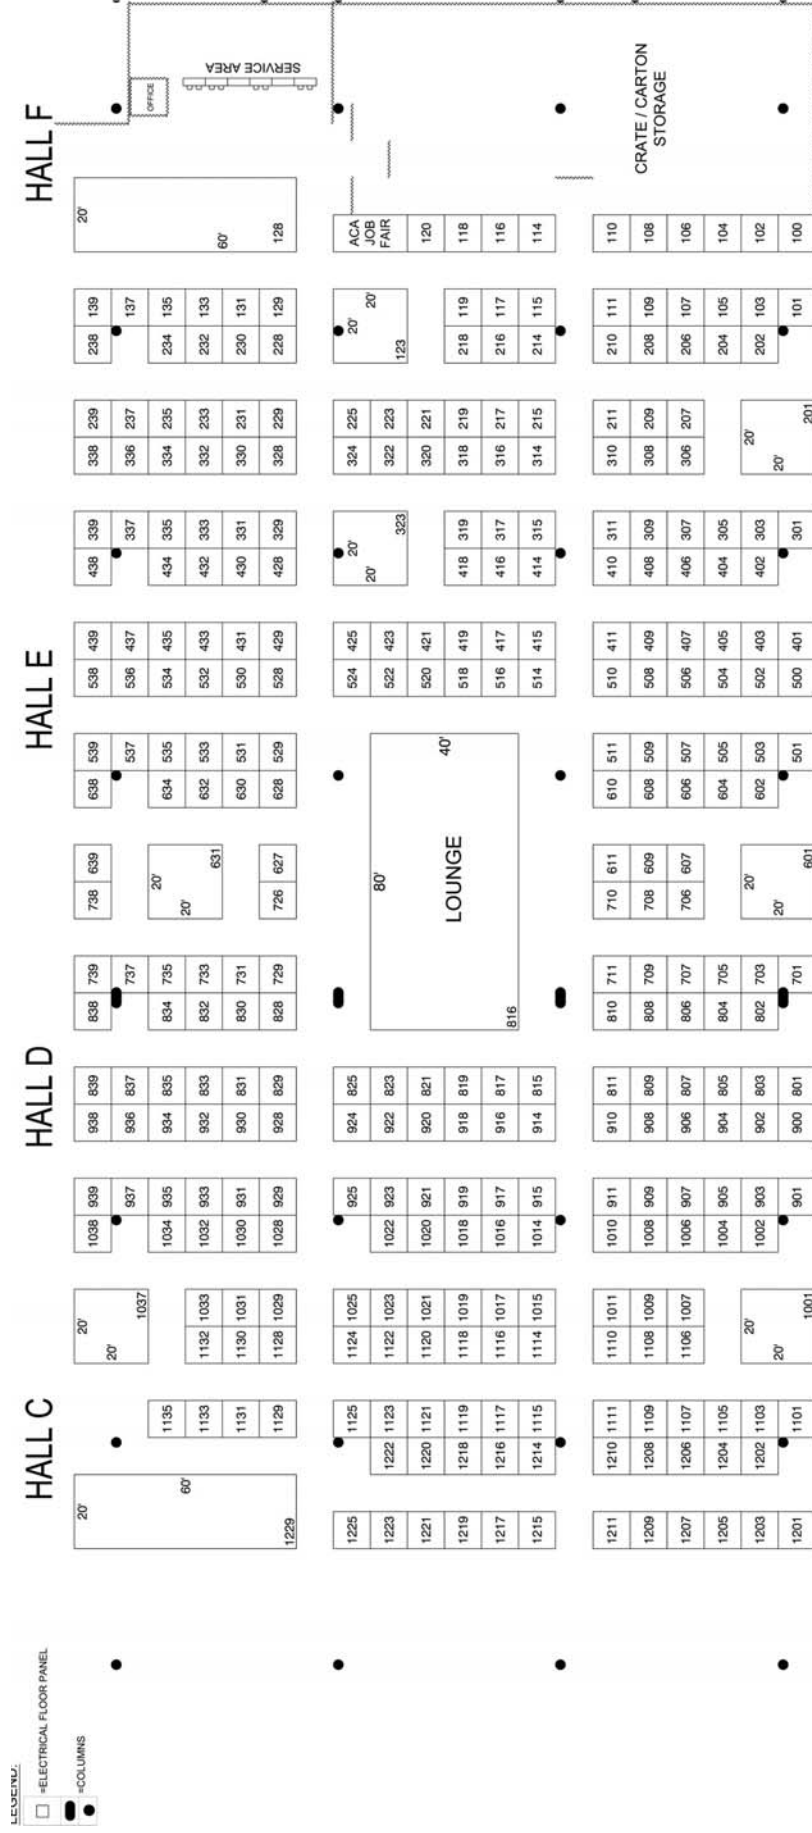 LEGEND:
=ELECTRICAL FLOOR PANEL
=COLUMNS
HALL C HALL D HALL E HALL F
20' 20' 1038 939 938 839 838 739 738 639 638 539 538 439 438 339 338 239 238 139 20'
20' 1037 937 936 837 737 537 536 437 337 336 237 137
1135 1034 935 934 835 834 735 20' 634 535 534 435 434 335 334 235 234 135 OFFICE
60' 1133 1132 1033 1032 933 932 833 832 733 20' 631 632 533 532 433 432 333 332 233 232 133 60'
1131 1130 1031 1030 931 930 831 830 731 630 531 530 431 430 331 330 231 230 131
1229 1129 1128 1029 1028 929 928 829 828 729 726 627 628 529 528 429 428 329 328 229 228 129 128
SERVICE AREA
1225 1125 1124 1025 925 924 825 524 425 20' 324 225 20' ACA
JOB
FAIR
1223 1222 1123 1122 1023 1022 923 922 823 80' 522 423 20' 323 322 223 123 20'
1221 1220 1121 1120 1021 1020 921 920 821 520 421 320 221 120
1219 1218 1119 1118 1019 1018 919 918 819 LOUNGE 40' 518 419 418 319 318 219 218 119 118
1217 1216 1117 1116 1017 1016 917 916 817 816 516 417 416 317 316 217 216 117 116
1215 1214 1115 1114 1015 1014 915 914 815 514 415 414 315 314 215 214 115 114
1211 1210 1111 1110 1011 1010 911 910 811 810 711 710 611 610 511 510 411 410 311 310 211 210 111 110
CRATE / CARTON
STORAGE
1209 1208 1109 1108 1009 1008 909 908 809 808 709 708 609 608 509 508 409 408 309 308 209 208 109 108
1207 1206 1107 1106 1007 1006 907 906 807 806 707 706 607 606 507 506 407 406 307 306 207 206 107 106
1205 1204 1105 1004 905 904 805 804 705 604 505 504 405 404 305 204 105 104
1203 1202 1103 20' 1002 903 902 803 802 703 20' 602 503 502 403 402 303 20' 202 103 102
1201 1101 20' 1001 901 900 801 701 20' 601 501 500 401 301 20' 201 101 100